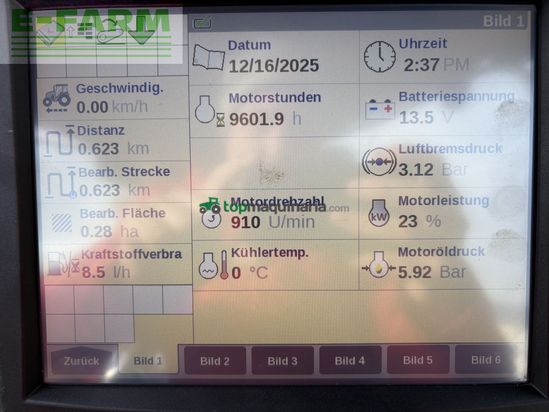 E-FARM
Bild 1
Datum
12/16/2025
Uhrzeit
2:37 PM
Geschwindig.
0.00 km/h
Motorstunden
9601.9 h
Batteriespannung
13.5 V
Distanz
0.623 km
Luftbremsdruck
3.12 Bar
Bearb. Strecke
0.623 km
Motordrehzahl
910 U/min
topmaquinaria.com
Motorleistung
kW
23 %
Bearb. Fläche
0.28 ha
Kraftstoffverbra
8.5 l/h
Kühlertemp.
0 °C
Motoröldruck
5.92 Bar
Zurück
Bild 1
Bild 2
Bild 3
Bild 4
Bild 5
Bild 6